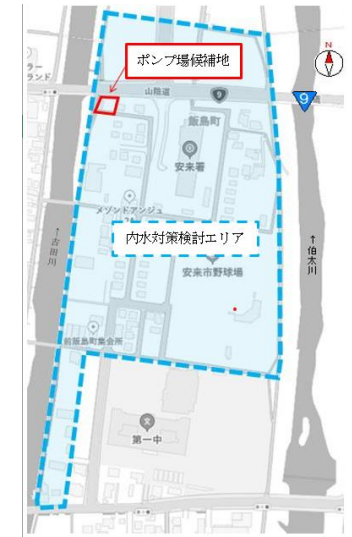 N
ポンプ場候補地
山陰道
9
9
飯島町
安来署
メゾンドアンジュ
内水対策検討エリア
安来市野球場
↑吉田川
↑伯太川
前飯島町集会所
文
第一中